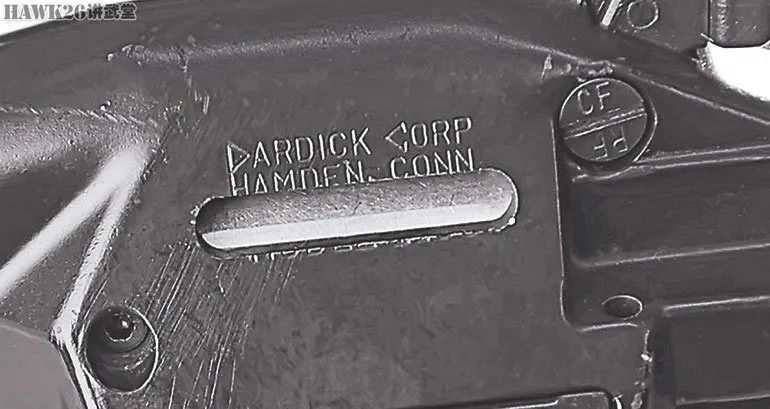 HAWK26讲武堂
DARDICK CORP
HAMDEN, CONN.
CF
RF